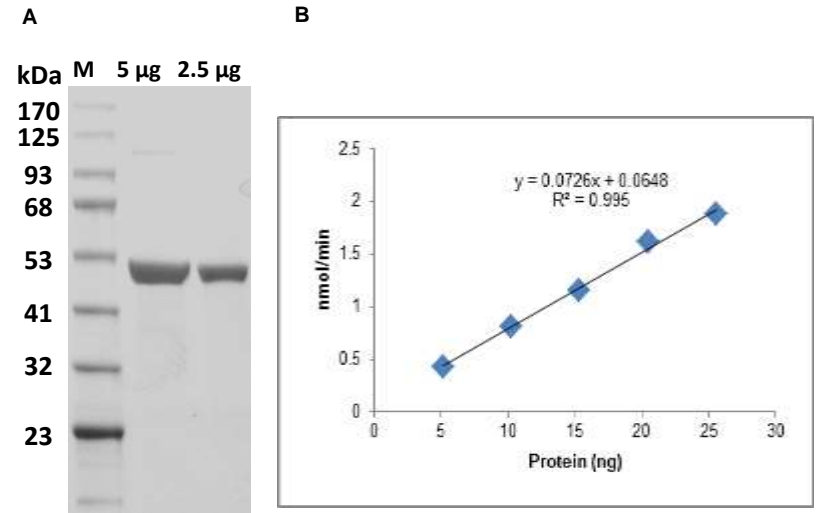 A
B
kDa M 5 µg 2.5 µg
170
125
93
68
53
41
32
23
2.5
2
1.5
1
0.5
0
0 5 10 15 20 25 30
nmol/min
y = 0.0726x + 0.0648
R² = 0.995
Protein (ng)